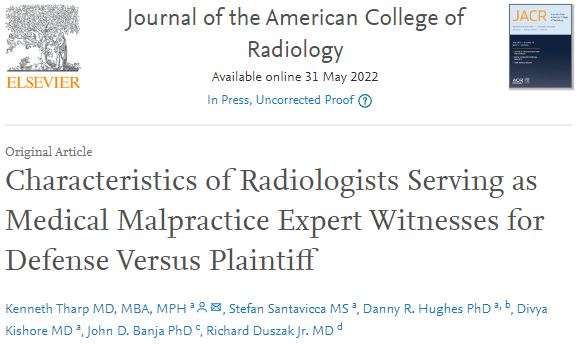 Journal of the American College of
Radiology
Available online 31 May 2022
In Press, Uncorrected Proof ?
ELSEVIER
JACR
ACR
Original Article
Characteristics of Radiologists Serving as
Medical Malpractice Expert Witnesses for
Defense Versus Plaintiff
Kenneth Tharp MD, MBA, MPH a, Stefan Santavicca MS a, Danny R. Hughes PhD a, b, Divya
Kishore MD a, John D. Banja PhD c, Richard Duszak Jr. MD d